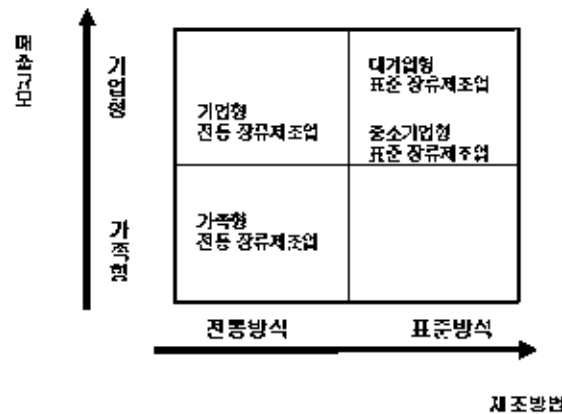 매출규모
기업형
대기업형
표준 장류제조업
기업형
전통 장류제조업
중소기업형
표준 장류제조업
가족형
가족형
전통 장류제조업
전통방식
표준방식
제조방법